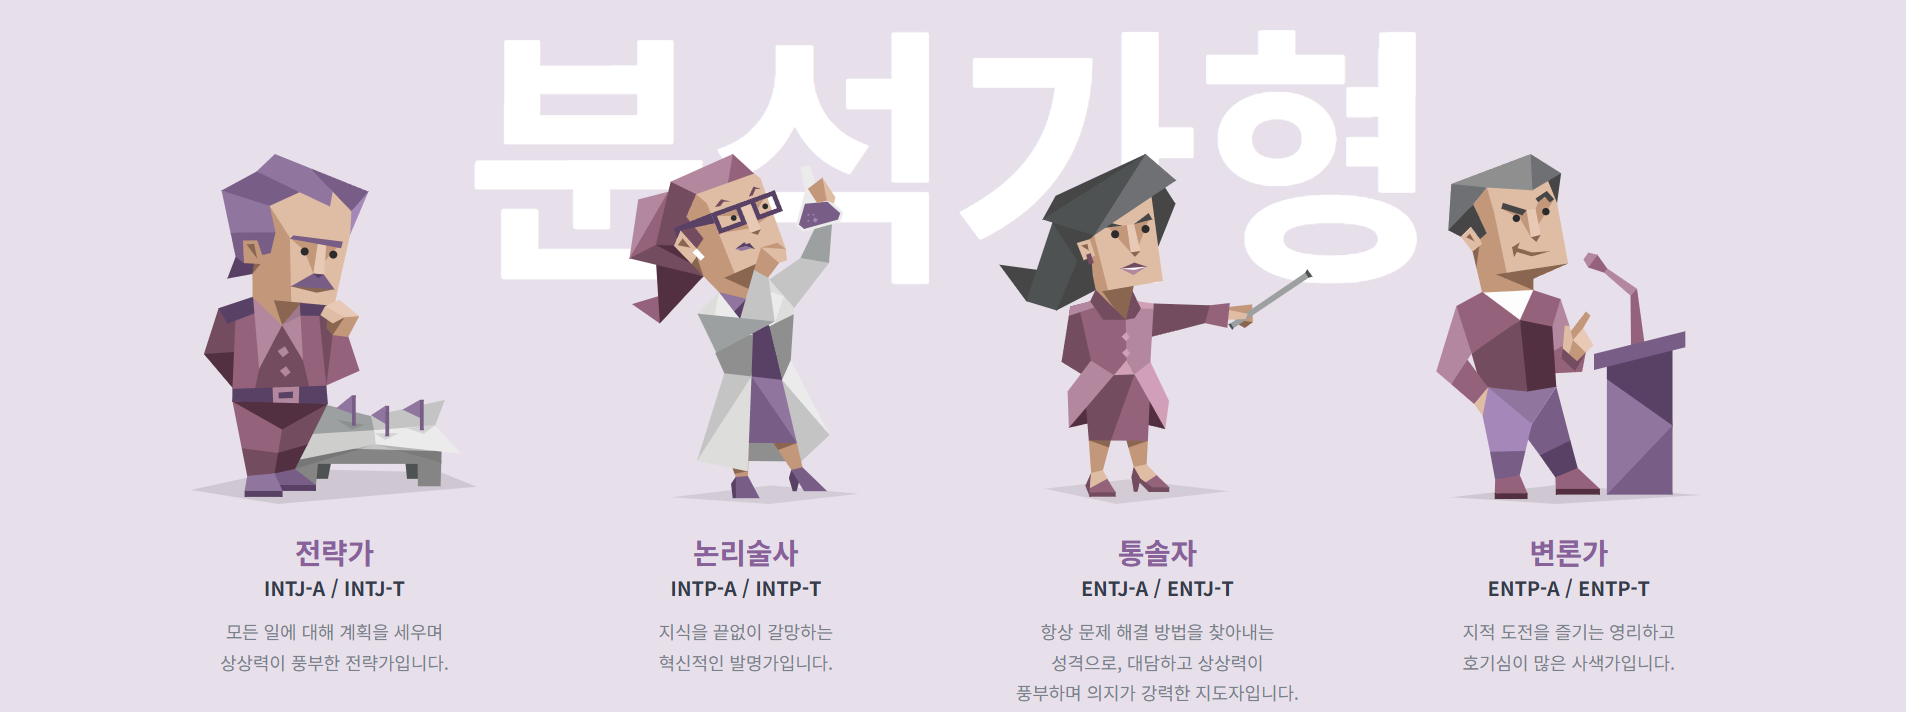 분석가형
전략가
INTJ-A / INTJ-T
모든 일에 대해 계획을 세우며
상상력이 풍부한 전략가입니다.
논리술사
INTP-A / INTP-T
지식을 끝없이 갈망하는
혁신적인 발명가입니다.
통솔자
ENTJ-A / ENTJ-T
항상 문제 해결 방법을 찾아내는
성격으로, 대담하고 상상력이
풍부하며 의지가 강력한 지도자입니다.
변론가
ENTP-A / ENTP-T
지적 도전을 즐기는 영리하고
호기심이 많은 사색가입니다.